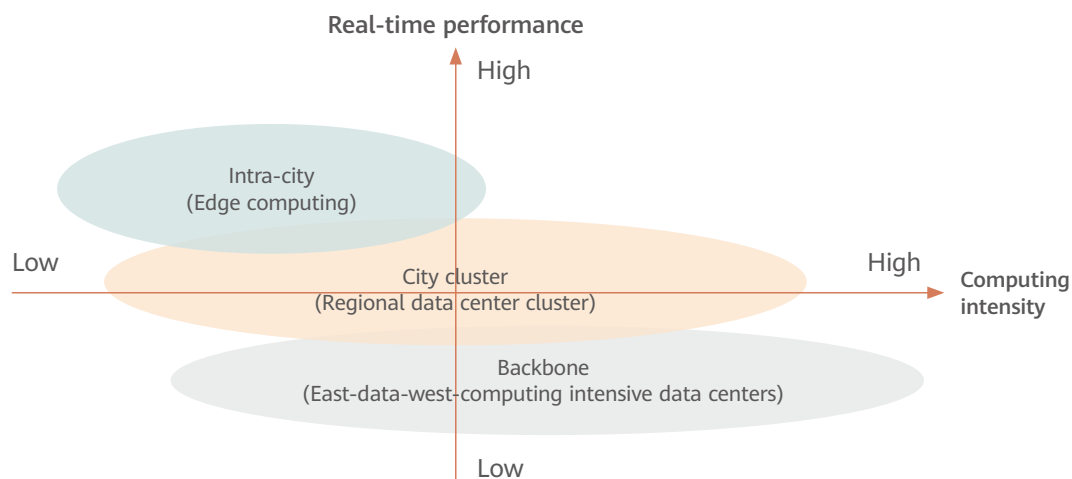 Real-time performance
High
Intra-city
(Edge computing)
Low
City cluster
(Regional data center cluster)
High
Computing
intensity
Backbone
(East-data-west-computing intensive data centers)
Low